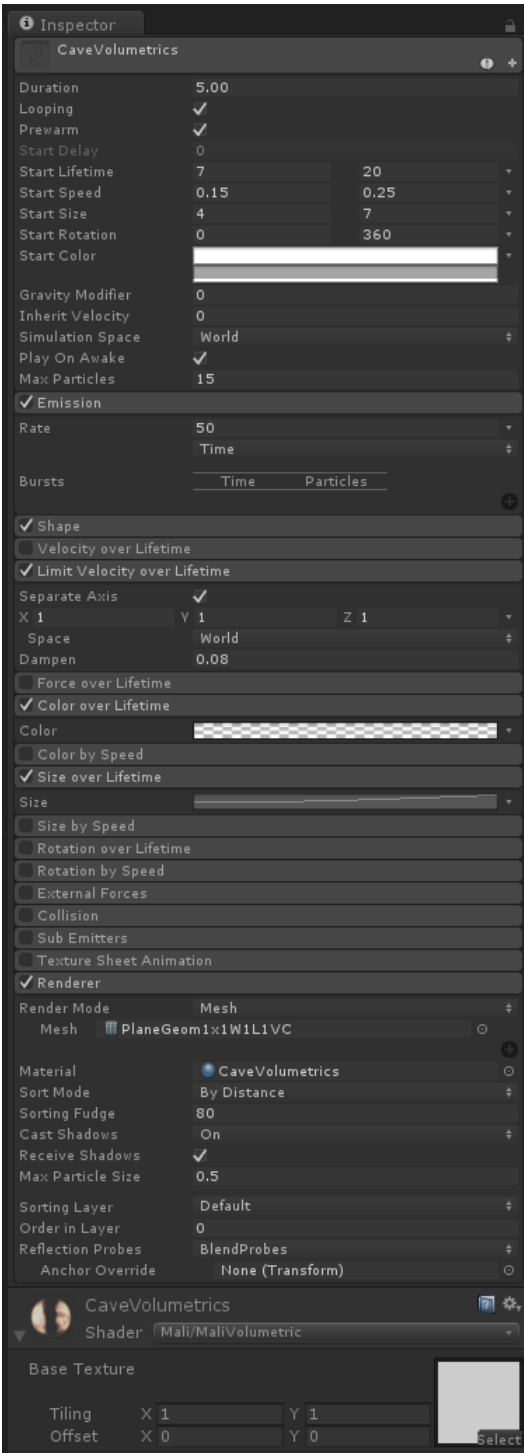 Inspector
CaveVolumetrics
Duration 5.00
Looping
Prewarm
Start Delay 0
Start Lifetime 7 20
Start Speed 0.15 0.25
Start Size 4 7
Start Rotation 0 360
Start Color
Gravity Modifier 0
Inherit Velocity 0
Simulation Space World
Play On Awake
Max Particles 15
Emission
Rate 50
Time
Bursts Time Particles
Shape
Velocity over Lifetime
Limit Velocity over Lifetime
Separate Axis
X 1 Y 1 Z 1
Space World
Dampen 0.08
Force over Lifetime
Color over Lifetime
Color
Color by Speed
Size over Lifetime
Size
Size by Speed
Rotation over Lifetime
Rotation by Speed
External Forces
Collision
Sub Emitters
Texture Sheet Animation
Renderer
Render Mode Mesh
Mesh PlaneGeom1x1W1L1VC
Material CaveVolumetrics
Sort Mode By Distance
Sorting Fudge 80
Cast Shadows On
Receive Shadows
Max Particle Size 0.5
Sorting Layer Default
Order in Layer 0
Reflection Probes BlendProbes
Anchor Override None (Transform)
CaveVolumetrics
Shader Mali/MaliVolumetric
Base Texture
Tiling X 1 Y 1
Offset X 0 Y 0 Select